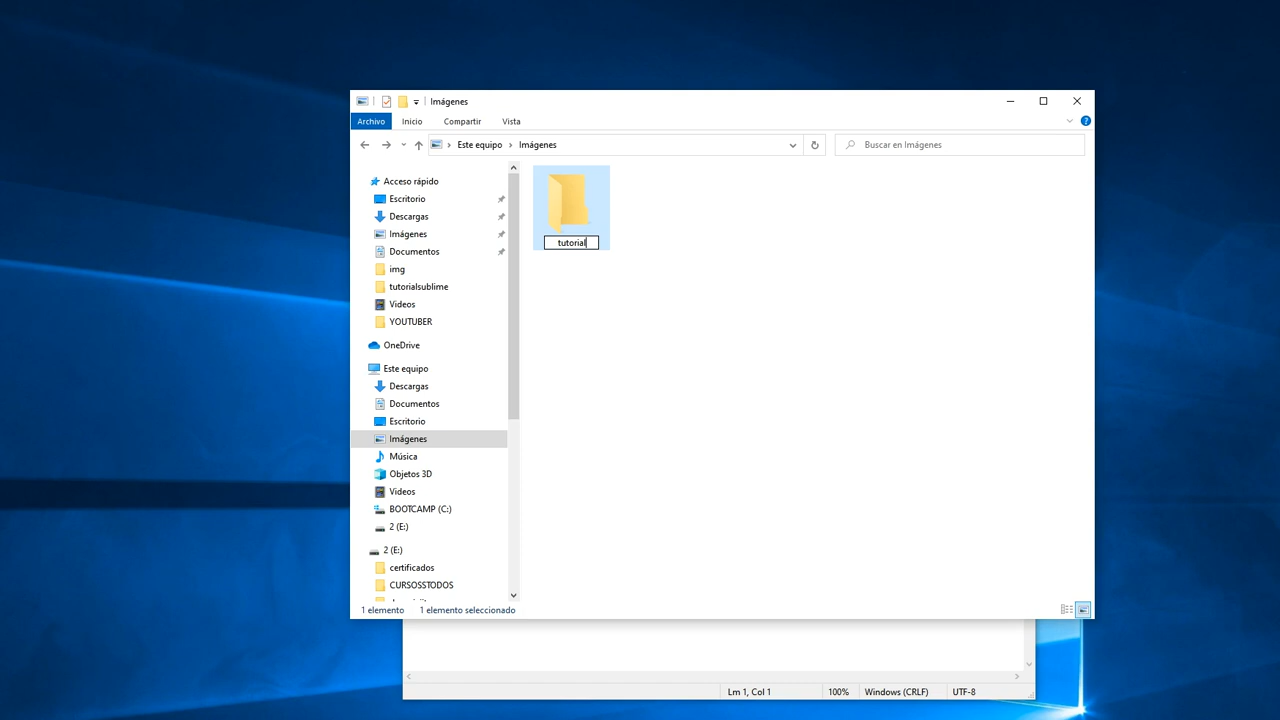 Imágenes
Archivo Inicio Compartir Vista
Este equipo Imágenes
Buscar en Imágenes
Acceso rápido
Escritorio
Descargas
Imágenes
Documentos
img
tutorialsublime
Videos
YOUTUBER
OneDrive
Este equipo
Descargas
Documentos
Escritorio
Imágenes
Música
Objetos 3D
Videos
BOOTCAMP (C:)
2 (E:)
2 (E:)
certificados
CURSOSSTODOS
tutorial
1 elemento 1 elemento seleccionado
Lm 1, Col 1 100% Windows (CRLF) UTF-8